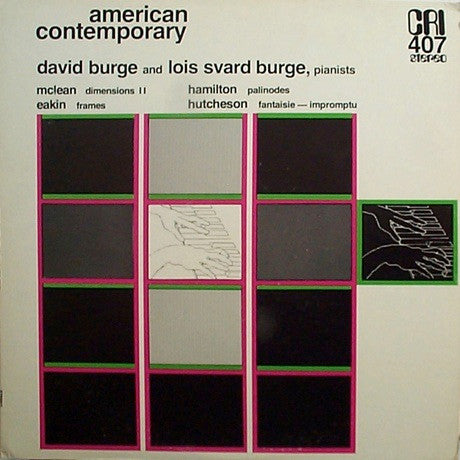 american
contemporary
CRI
407
STEREO
david burge and lois svard burge, pianists
mclean dimensions II
hamilton palinodes
eakin frames
hutcheson fantaisie — impromptu